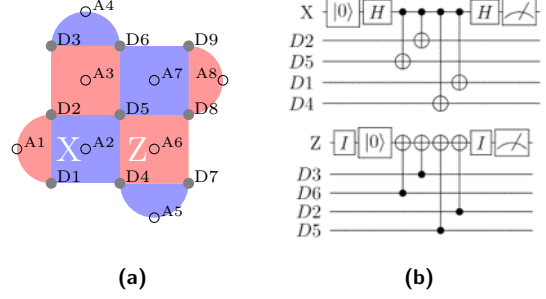 A4
D3 D6 D9
A3 A7 A8
D2 D5 D8
A1 X A2 Z A6
D1 D4 D7
A5
(a)
X |0⟩ H H
D2
D5
D1
D4
Z I |0⟩ I
D3
D6
D2
D5
(b)